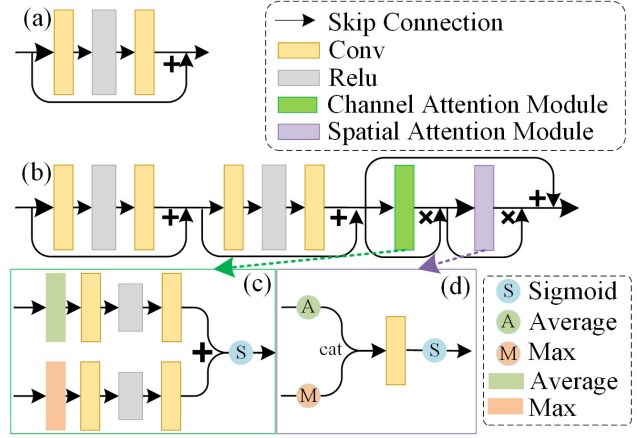 (a)
+
Skip Connection
Conv
Relu
Channel Attention Module
Spatial Attention Module
(b)
+ + × × +
(c)
+
S
(d)
A
cat
S
M
S Sigmoid
A Average
M Max
Average
Max